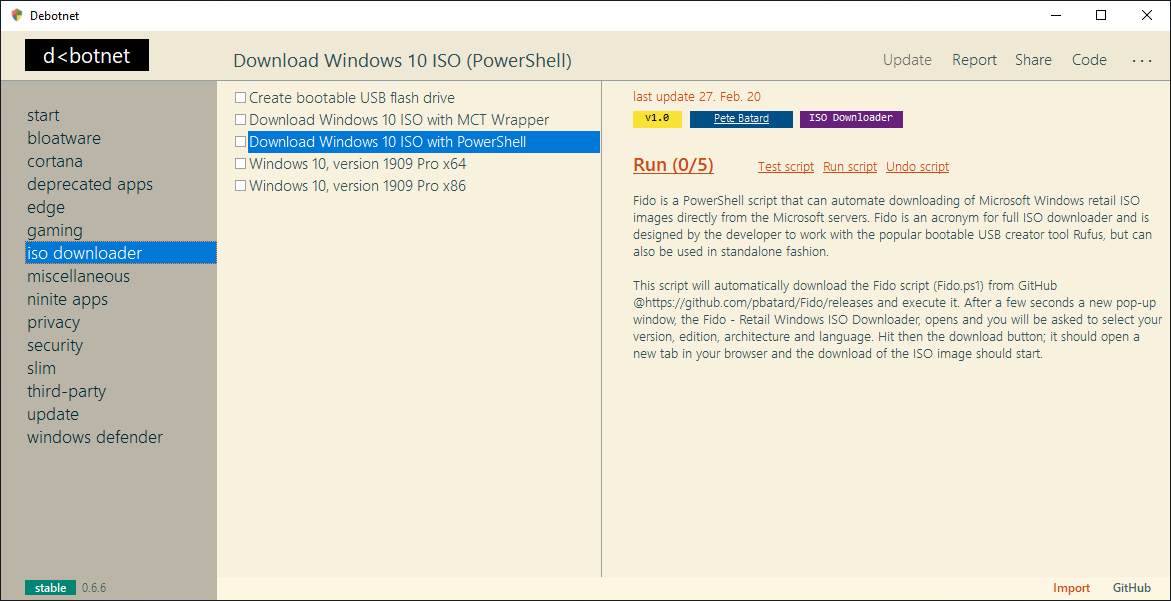 Debotnet
d<botnet
Download Windows 10 ISO (PowerShell)
Update Report Share Code ...
start
bloatware
cortana
deprecated apps
edge
gaming
iso downloader
miscellaneous
ninite apps
privacy
security
slim
third-party
update
windows defender
stable 0.6.6
Create bootable USB flash drive
Download Windows 10 ISO with MCT Wrapper
Download Windows 10 ISO with PowerShell
Windows 10, version 1909 Pro x64
Windows 10, version 1909 Pro x86
last update 27. Feb. 20
v1.0 Pete Batard ISO Downloader
Run (0/5) Test script Run script Undo script
Fido is a PowerShell script that can automate downloading of Microsoft Windows retail ISO
images directly from the Microsoft servers. Fido is an acronym for full ISO downloader and is
designed by the developer to work with the popular bootable USB creator tool Rufus, but can
also be used in standalone fashion.
This script will automatically download the Fido script (Fido.ps1) from GitHub
@https://github.com/pbatard/Fido/releases and execute it. After a few seconds a new pop-up
window, the Fido - Retail Windows ISO Downloader, opens and you will be asked to select your
version, edition, architecture and language. Hit then the download button; it should open a
new tab in your browser and the download of the ISO image should start.
Import GitHub